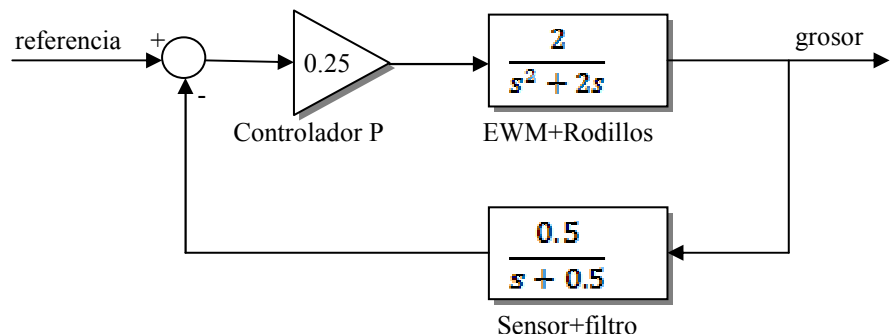 referencia
+
-
0.25
Controlador P
2
s² + 2s
EWM+Rodillos
grosor
0.5
s + 0.5
Sensor+filtro